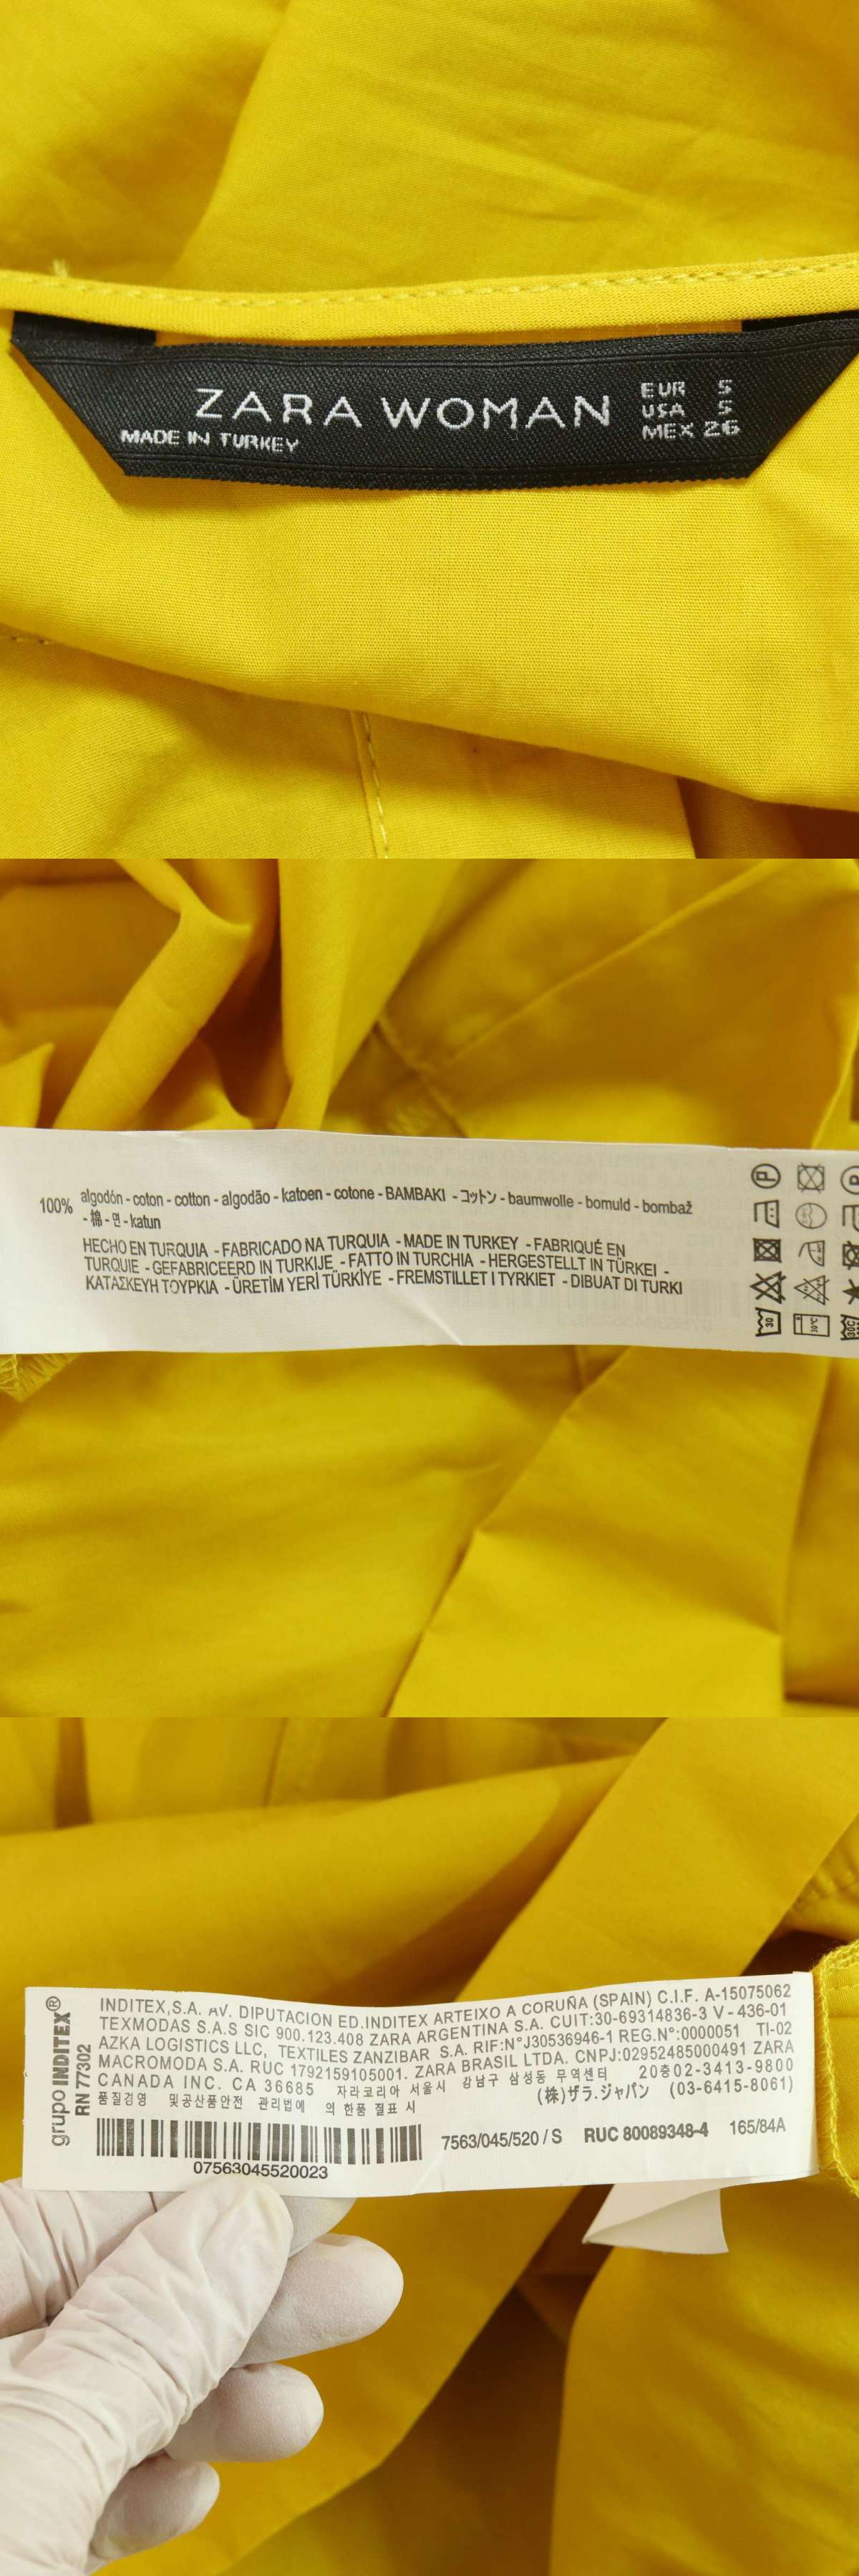 ZARA WOMAN
MADE IN TURKEY
EUR S
USA S
MEX 26
100% algodón - coton - cotton - algodão - katoen - cotone - BAMBAKI - コットン - baumwolle - bomuld - bombaž
- 棉 - 면 - katun
HECHO EN TURQUIA - FABRICADO NA TURQUIA - MADE IN TURKEY - FABRIQUÉ EN
TURQUIE - GEFABRICEERD IN TURKIJE - FATTO IN TURCHIA - HERGESTELLT IN TÜRKEI -
ΚΑΤΑΣΚΕΥΗ ΤΟΥΡΚΙΑ - ÜRETİM YERİ TÜRKİYE - FREMSTILLET I TYRKIET - DIBUAT DI TURKI
P
30
30°C
30C
grupo INDITEX®
RN 77302
INDITEX,S.A. AV. DIPUTACION ED.INDITEX ARTEIXO A CORUÑA (SPAIN) C.I.F. A-15075062
TEXMODAS S.A.S SIC 900.123.408 ZARA ARGENTINA S.A. CUIT:30-69314836-3 V - 436-01
AZKA LOGISTICS LLC, TEXTILES ZANZIBAR S.A. RIF:N°J30536946-1 REG.N°:0000051 TI-02
MACROMODA S.A. RUC 1792159105001. ZARA BRASIL LTDA. CNPJ:02952485000491 ZARA
CANADA INC. CA 36685 자라코리아 서울시 강남구 삼성동 무역센터 20층02-3413-9800
품질경영 및공산품안전 관리법에 의한품질표시 (株)ザラ.ジャパン (03-6415-8061)
07563045520023
7563/045/520 / S RUC 80089348-4 165/84A